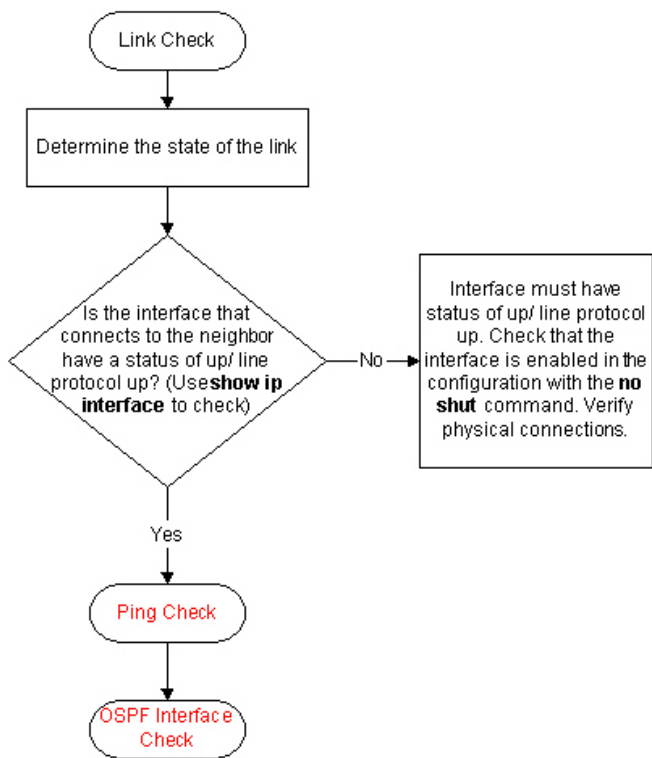 Link Check
Determine the state of the link
Is the interface that
connects to the neighbor
have a status of up/ line
protocol up? (Useshow ip
interface to check)
No
Interface must have
status of up/ line protocol
up. Check that the
interface is enabled in the
configuration with the no
shut command. Verify
physical connections.
Yes
Ping Check
OSPF Interface
Check